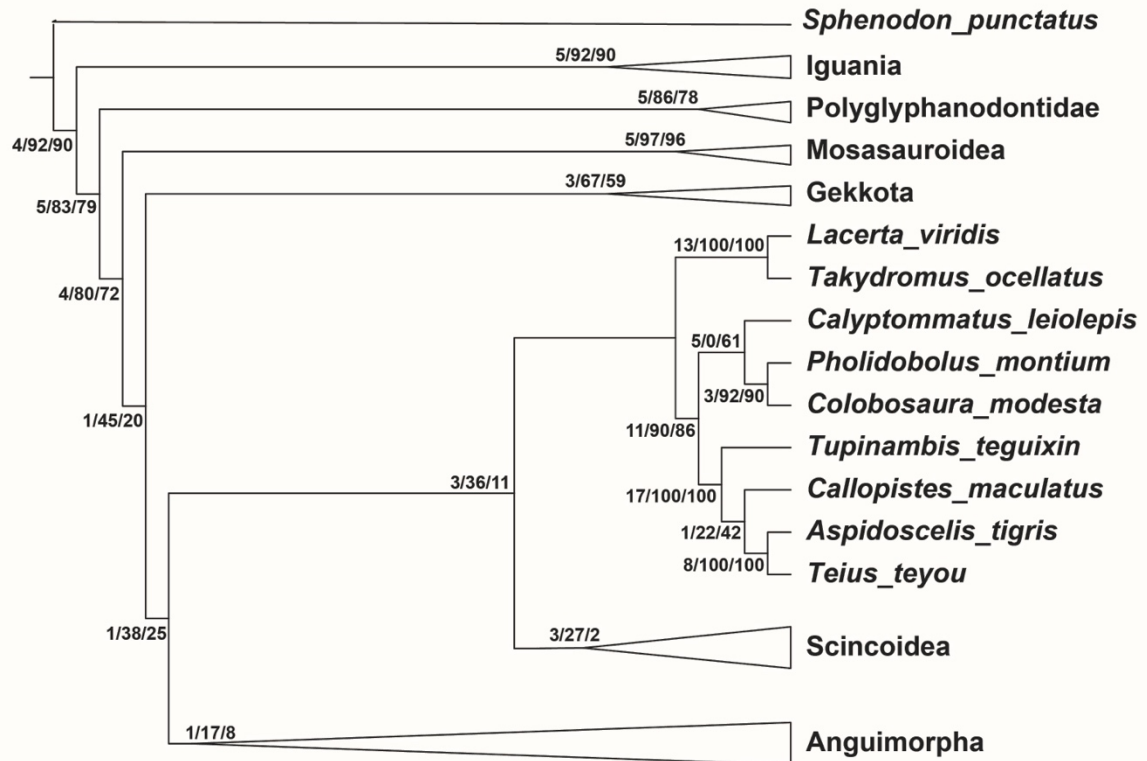 Sphenodon_punctatus
5/92/90
Iguania
5/86/78
Polyglyphanodontidae
4/92/90
5/97/96
Mosasauroidea
3/67/59
Gekkota
5/83/79
Lacerta_viridis
13/100/100
Takydromus_ocellatus
4/80/72
Calyptommatus_leiolepis
5/0/61
Pholidobolus_montium
3/92/90
Colobosaura_modesta
1/45/20
11/90/86
Tupinambis_teguixin
3/36/11
Callopistes_maculatus
17/100/100
1/22/42
Aspidoscelis_tigris
8/100/100
Teius_teyou
1/38/25
3/27/2
Scincoidea
1/17/8
Anguimorpha